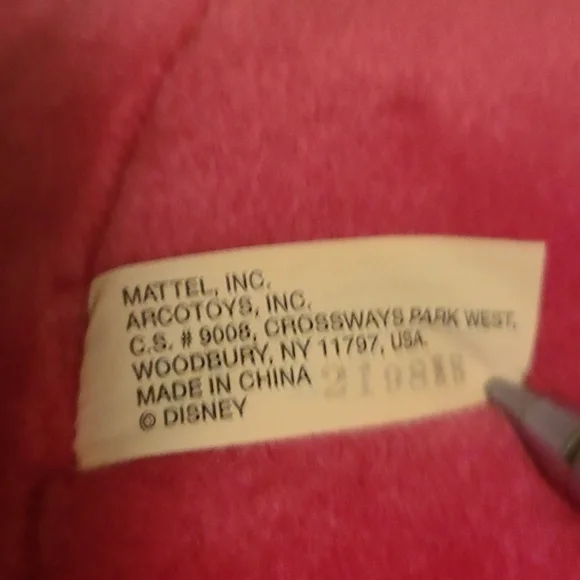 MATTEL, INC.
ARCOTOYS, INC.
C.S. # 9008, CROSSWAYS PARK WEST,
WOODBURY, NY 11797, USA.
MADE IN CHINA
© DISNEY